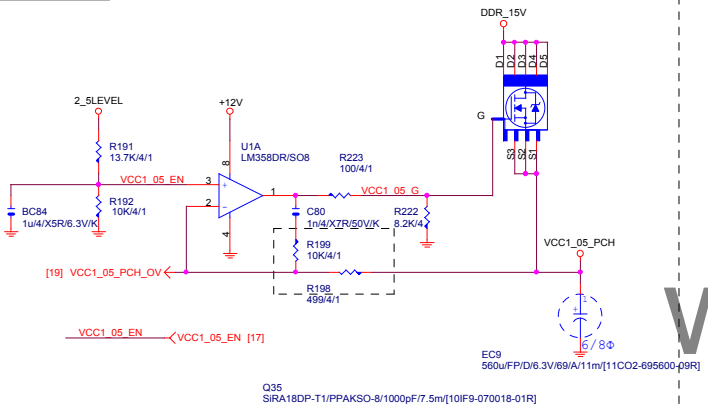 DDR_15V
D1
D2
D3
D4
D5
G
S3
S2
S1
2_5LEVEL
+12V
R191
13.7K/4/1
U1A
LM358DR/SO8
R223
100/4/1
8
VCC1_05_EN
3
+
2
-
1
4
VCC1_05_G
BC84
1u/4/X5R/6.3V/K
R192
10K/4/1
C80
1n/4/X7R/50V/K
R222
8.2K/4
R199
10K/4/1
VCC1_05_PCH
[19] VCC1_05_PCH_OV
R198
499/4/1
1
+
6/8Φ
VCC1_05_EN
VCC1_05_EN [17]
EC9
560u/FP/D/6.3V/69/A/11m/[11CO2-695600-09R]
Q35
SiRA18DP-T1/PPAKSO-8/1000pF/7.5m/[10IF9-070018-01R]
V